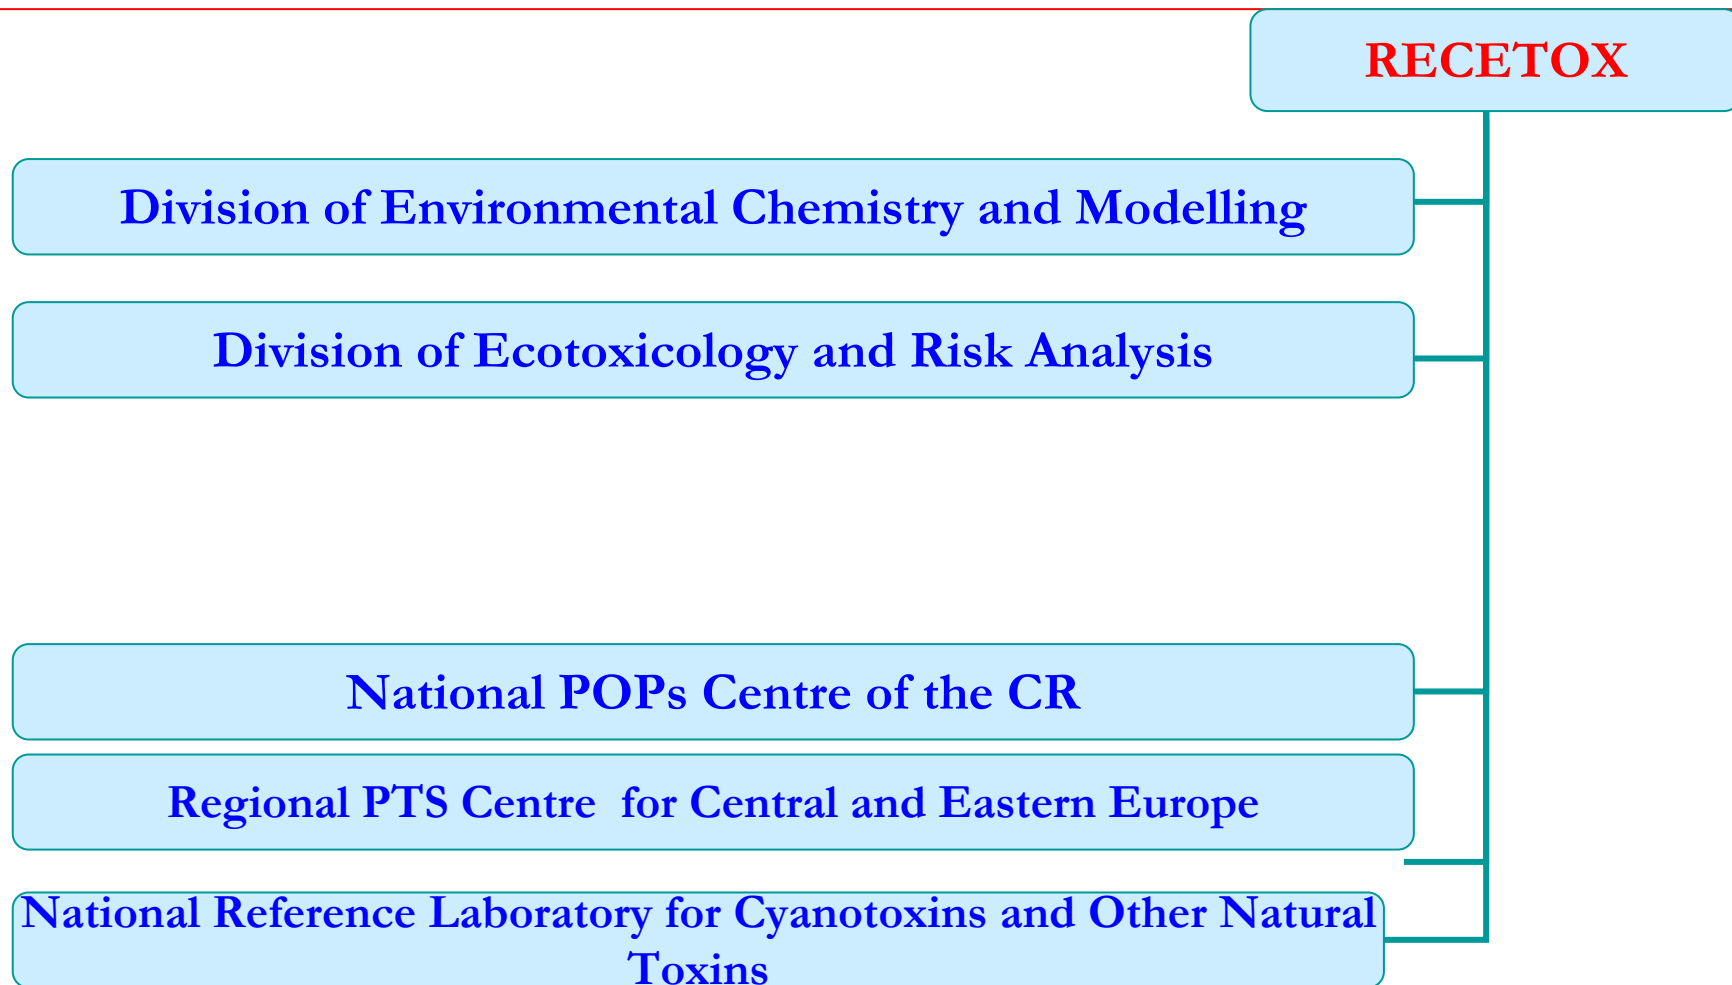 RECETOX
Division of Environmental Chemistry and Modelling
Division of Ecotoxicology and Risk Analysis
National POPs Centre of the CR
Regional PTS Centre  for Central and Eastern Europe
National Reference Laboratory for Cyanotoxins and Other Natural
Toxins